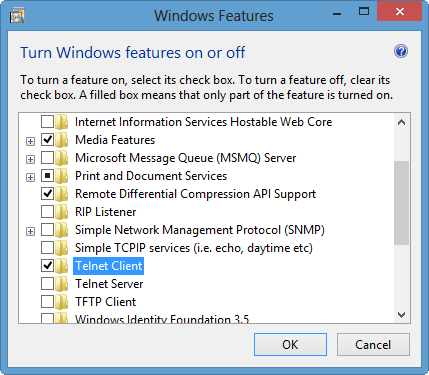 Windows Features
Turn Windows features on or off
To turn a feature on, select its check box. To turn a feature off, clear its
check box. A filled box means that only part of the feature is turned on.
Internet Information Services Hostable Web Core
Media Features
Microsoft Message Queue (MSMQ) Server
Print and Document Services
Remote Differential Compression API Support
RIP Listener
Simple Network Management Protocol (SNMP)
Simple TCPIP services (i.e. echo, daytime etc)
Telnet Client
Telnet Server
TFTP Client
Windows Identity Foundation 3.5
OK
Cancel